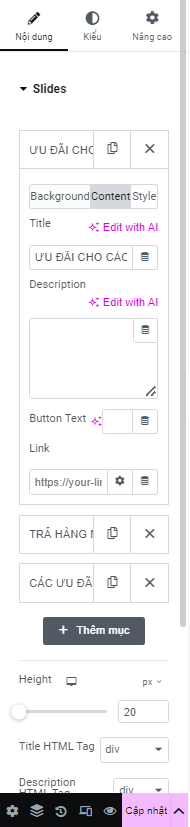 Nội dung Kiểu Nâng cao
Slides
ƯU ĐÃI CHO
Background Content Style
Title
Edit with AI
ƯU ĐÃI CHO CÁC
Description
Edit with AI
Button Text
Link
https://your-lin
TRẢ HÀNG
CÁC ƯU ĐÃ
+ Thêm mục
Height px
20
Title HTML Tag div
Description
HTML Tag div
Cập nhật